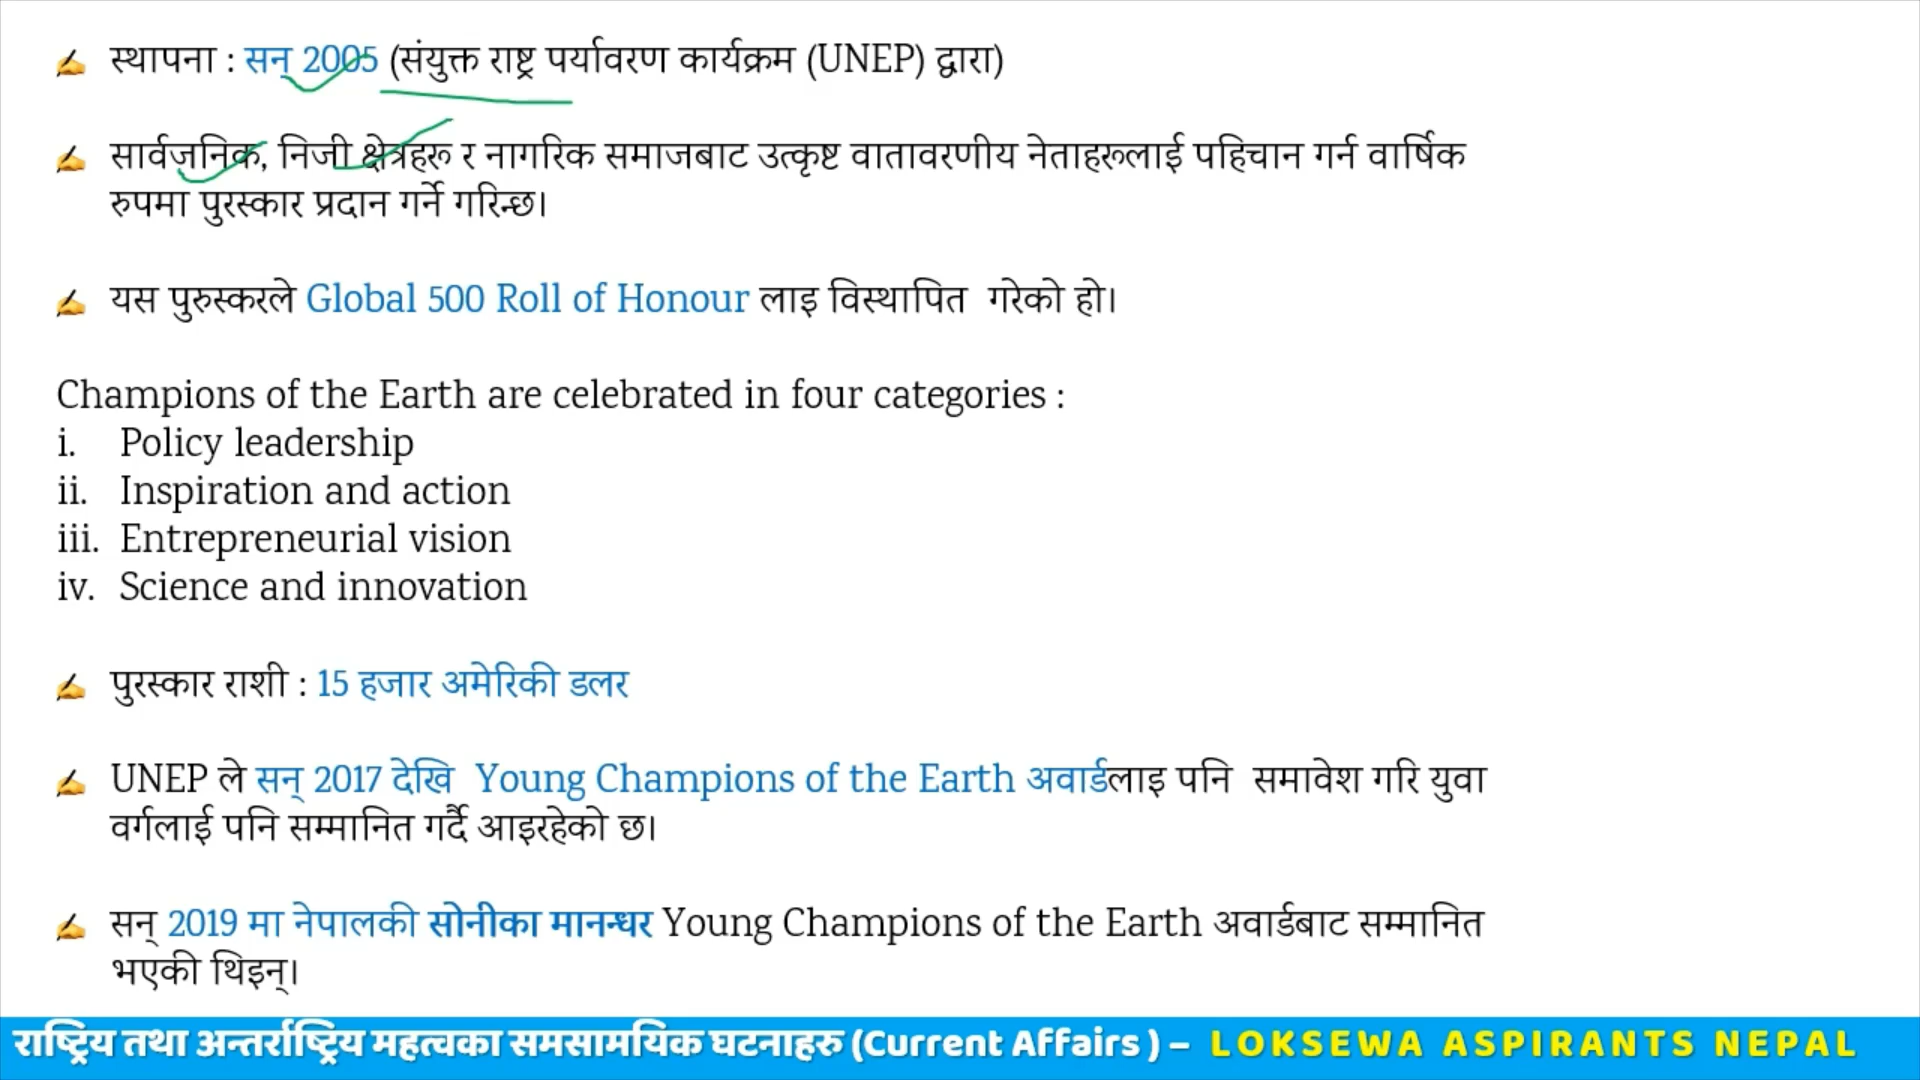 ✍ स्थापना : सन् 2005 (संयुक्त राष्ट्र पर्यावरण कार्यक्रम (UNEP) द्वारा)
✍ सार्वजनिक, निजी क्षेत्रहरू र नागरिक समाजबाट उत्कृष्ट वातावरणीय नेताहरूलाई पहिचान गर्न वार्षिक
रुपमा पुरस्कार प्रदान गर्ने गरिन्छ।
✍ यस पुरुस्करले Global 500 Roll of Honour लाइ विस्थापित गरेको हो।
Champions of the Earth are celebrated in four categories :
i. Policy leadership
ii. Inspiration and action
iii. Entrepreneurial vision
iv. Science and innovation
✍ पुरस्कार राशी : 15 हजार अमेरिकी डलर
✍ UNEP ले सन् 2017 देखि Young Champions of the Earth अवार्डलाइ पनि समावेश गरि युवा
वर्गलाई पनि सम्मानित गर्दै आइरहेको छ।
✍ सन् 2019 मा नेपालकी सोनीका मानन्धर Young Champions of the Earth अवार्डबाट सम्मानित
भएकी थिइन्।
राष्ट्रिय तथा अन्तर्राष्ट्रिय महत्वका समसामयिक घटनाहरु (Current Affairs ) – LOKSEWA ASPIRANTS NEPAL